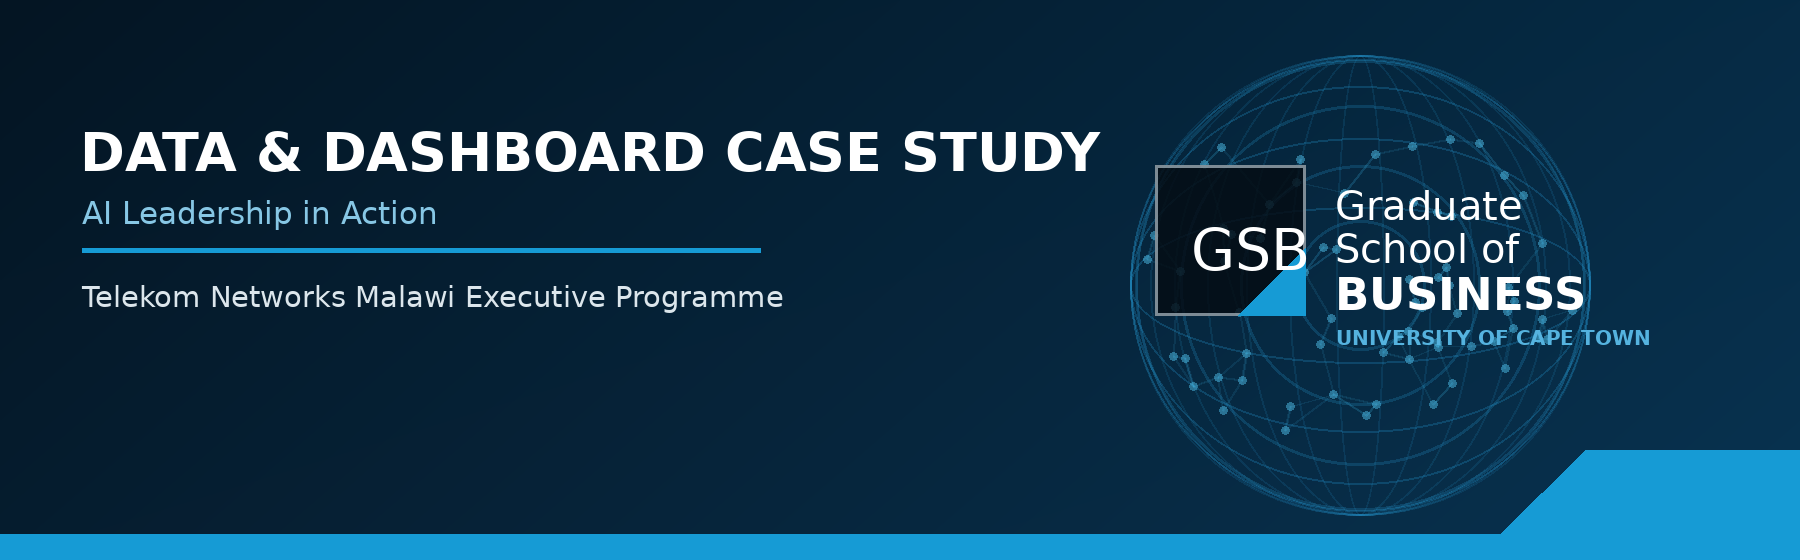 DATA & DASHBOARD CASE STUDY
AI Leadership in Action
Telekom Networks Malawi Executive Programme
GSB
Graduate
School of
BUSINESS
UNIVERSITY OF CAPE TOWN